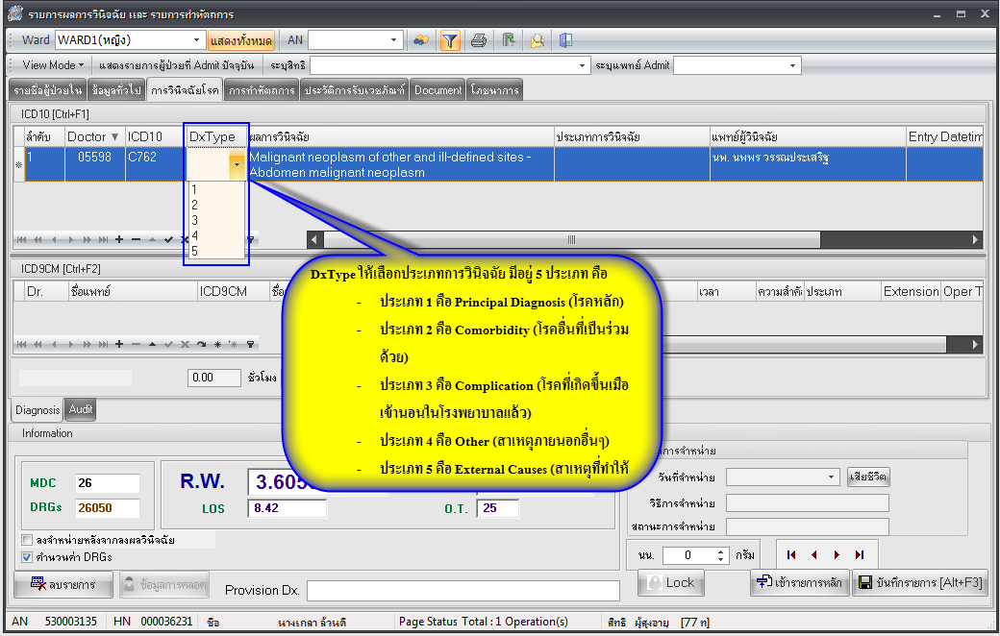 รายการผลการวินิจฉัย และ รายการทำหัตถการ
Ward WARD1(หญิง) แสดงทั้งหมด AN
View Mode แสดงรายการผู้ป่วยที่ Admit ปัจจุบัน ระบุสิทธิ ระบุแพทย์ Admit
รายชื่อผู้ป่วยใน ข้อมูลทั่วไป การวินิจฉัยโรค การทำหัตถการ ประวัติการรับเวชภัณฑ์ Document โภชนาการ
ICD10 [Ctrl+F1]
ลำดับ Doctor ICD10 DxType ผลการวินิจฉัย ประเภทการวินิจฉัย แพทย์ผู้วินิจฉัย Entry Datetim
1 05598 C762 Malignant neoplasm of other and ill-defined sites - นพ. นพพร วรรณประเสริฐ
Abdomen malignant neoplasm
1
2
3
4
5
ICD9CM [Ctrl+F2]
Dr. ชื่อแพทย์ ICD9CM ชื่อ เวลา ความสำคั ประเภท Extension Oper T
DxType ให้เลือกประเภทการวินิจฉัย มีอยู่ 5 ประเภท คือ
- ประเภท 1 คือ Principal Diagnosis (โรคหลัก)
- ประเภท 2 คือ Comorbidity (โรคอื่นที่เป็นร่วม
ด้วย)
- ประเภท 3 คือ Complication (โรคที่เกิดขึ้นเมื่อ
เข้านอนในโรงพยาบาลแล้ว)
- ประเภท 4 คือ Other (สาเหตุภายนอกอื่นๆ)
- ประเภท 5 คือ External Causes (สาเหตุที่ทำให้
0.00 ชั่วโมง
Diagnosis Audit
Information
MDC 26 R.W. 3.605
DRGs 26050 LOS 8.42 O.T. 25
ลงจำหน่ายหลังจากลงผลวินิจฉัย
คำนวนค่า DRGs
การจำหน่าย
วันที่จำหน่าย เสียชีวิต
วิธีการจำหน่าย
สถานะการจำหน่าย
นน. 0 กรัม
ลบรายการ ข้อมูลการคลอด Provision Dx. Lock เข้ารายการหลัก บันทึกรายการ [Alt+F3]
AN 530003135 HN 000036231 ชื่อ นางเกลา ล้วนดี Page Status Total : 1 Operation(s) สิทธิ ผู้สูงอายุ [77 ท]